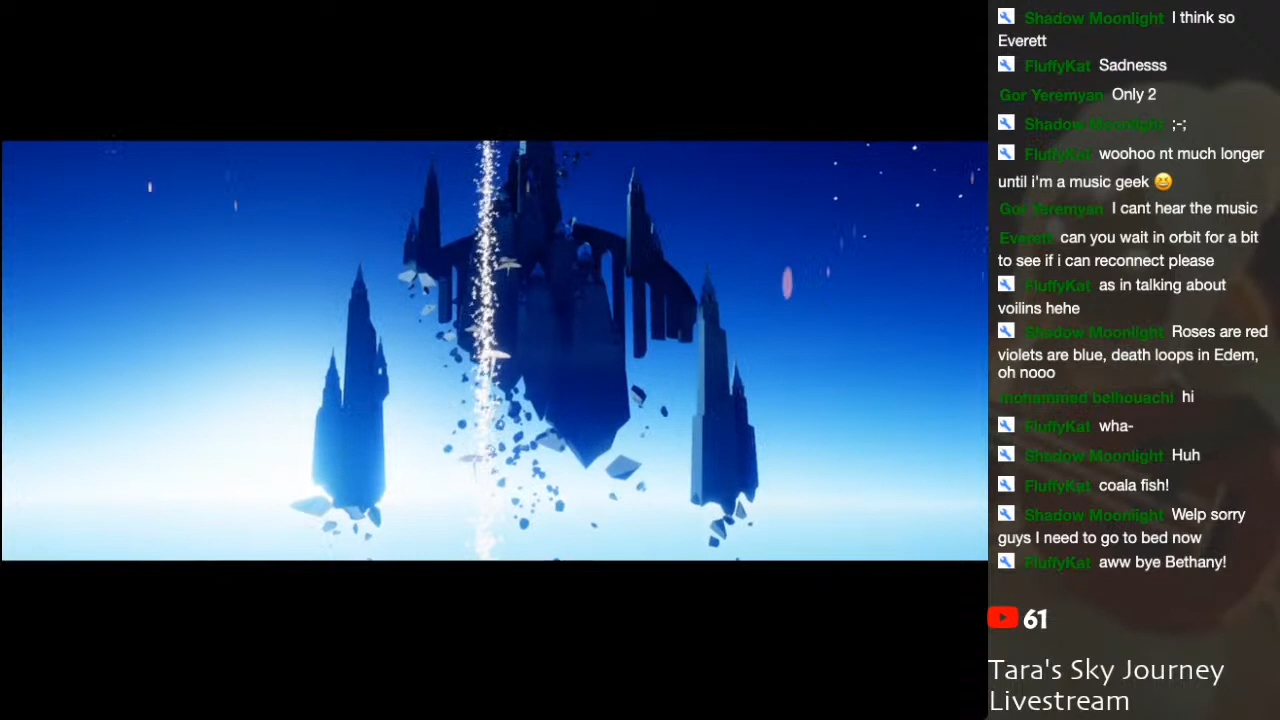 Shadow Moonlight I think so
Everett
FluffyKat Sadnesss
Gor Yeremyan Only 2
Shadow Moonlight ;-;
FluffyKat woohoo nt much longer
until i'm a music geek 😆
Gor Yeremyan I cant hear the music
Everett can you wait in orbit for a bit
to see if i can reconnect please
FluffyKat as in talking about
voilins hehe
Shadow Moonlight Roses are red
violets are blue, death loops in Edem,
oh nooo
mohammed belhouachi hi
FluffyKat wha-
Shadow Moonlight Huh
FluffyKat coala fish!
Shadow Moonlight Welp sorry
guys I need to go to bed now
FluffyKat aww bye Bethany!
61
Tara's Sky Journey
Livestream